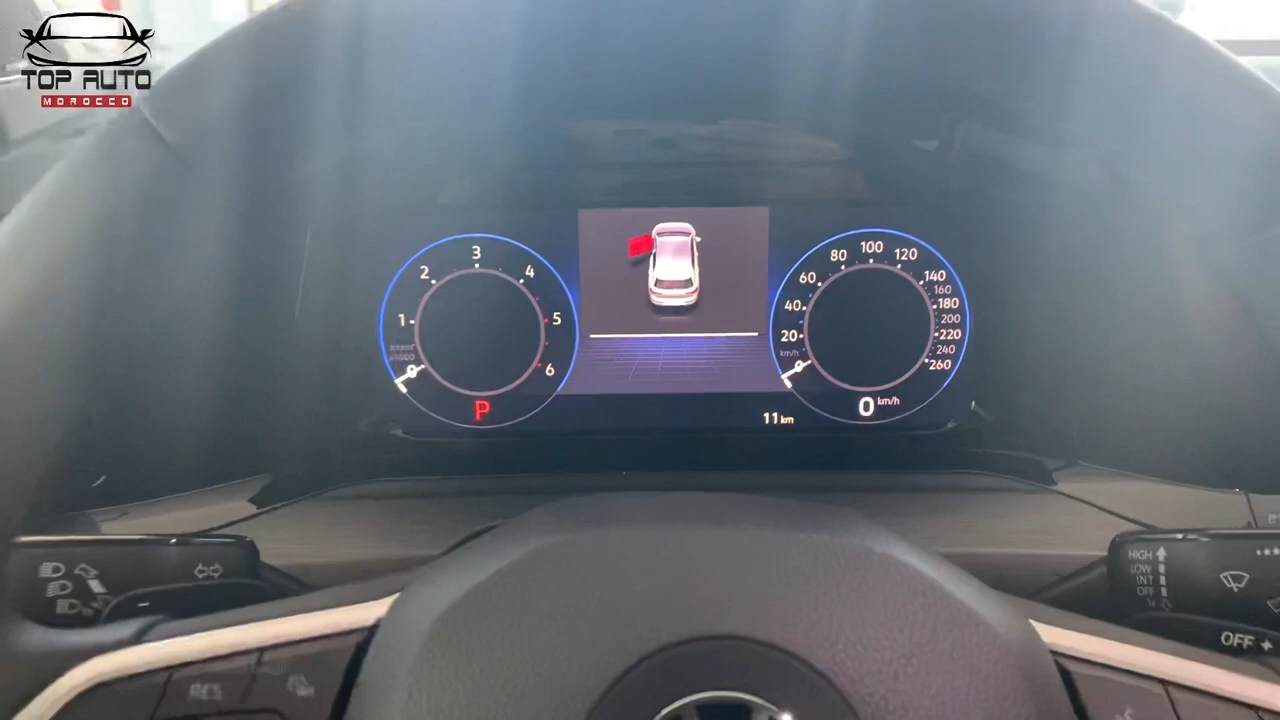 TOP AUTO
MOROCCO
1
2
3
4
5
6
0
P
0
20
40
60
80
100
120
140
160
180
200
220
240
260
km/h
0 km/h
11 km
HIGH
LOW
INT
OFF
1x
OFF
RES